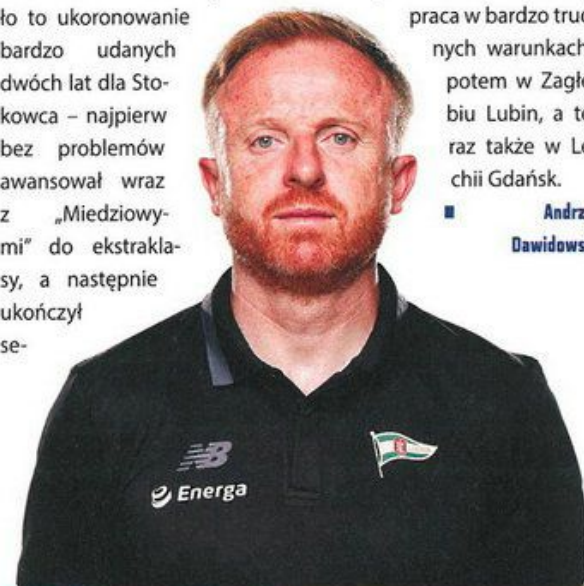 ło to ukoronowanie
bardzo udanych
dwóch lat dla Sto-
kowca – najpierw
bez problemów
awansował wraz
z „Miedziowy-
mi" do ekstrakla-
sy, a następnie
ukończył
se-
praca w bardzo trud
nych warunkach
potem w Zagłę
biu Lubin, a te
raz także w Le
chii Gdańsk.
Andrz
Dawidows
NB
Energa